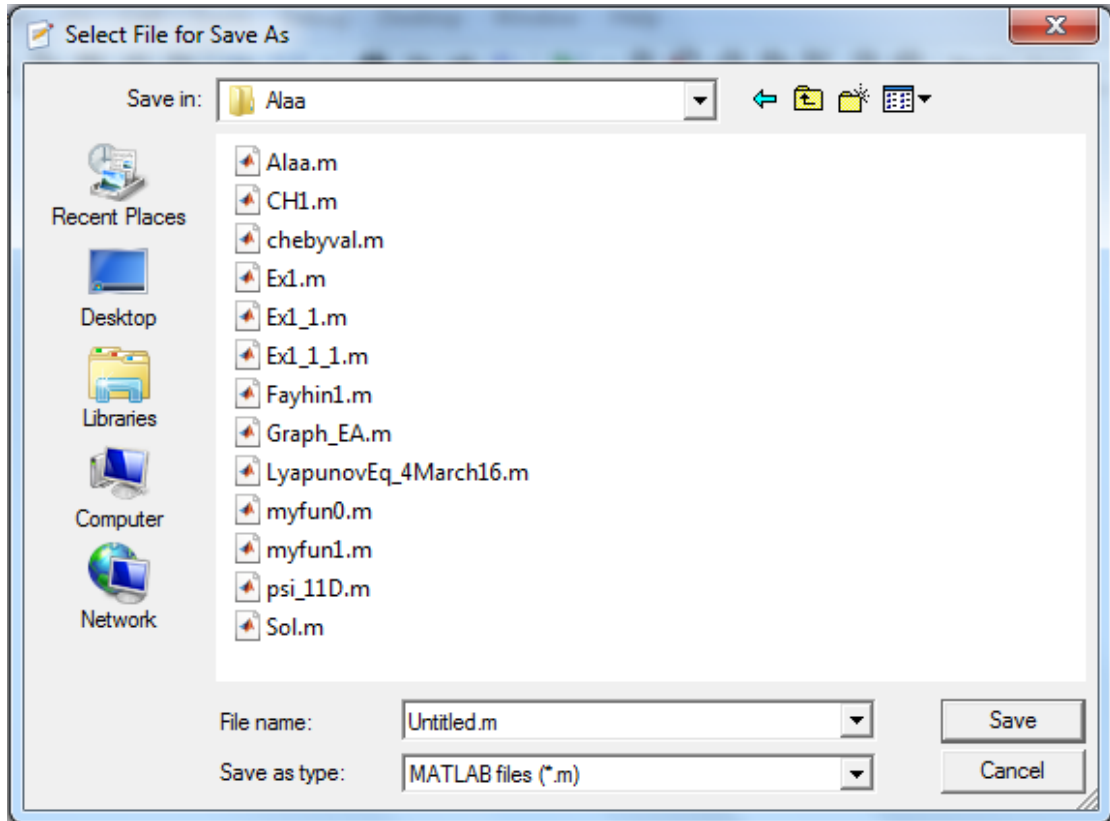 Select File for Save As
Save in: Alaa
Recent Places
Desktop
Libraries
Computer
Network
Alaa.m
CH1.m
chebyval.m
Ex1.m
Ex1_1.m
Ex1_1_1.m
Fayhin1.m
Graph_EA.m
LyapunovEq_4March16.m
myfun0.m
myfun1.m
psi_11D.m
Sol.m
File name: Untitled.m Save
Save as type: MATLAB files (*.m) Cancel